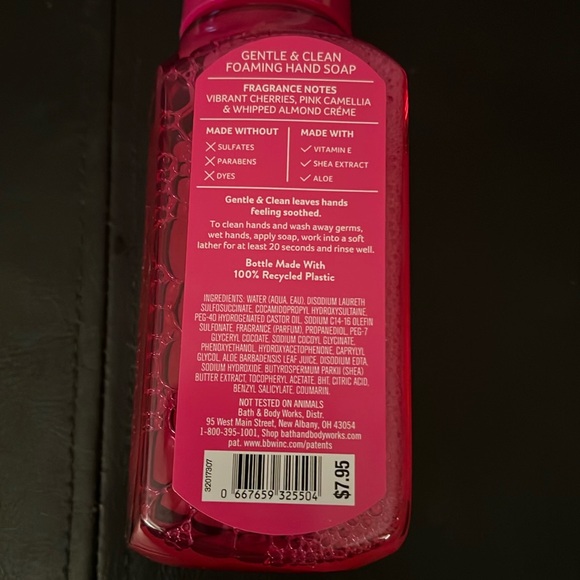 GENTLE & CLEAN
FOAMING HAND SOAP
FRAGRANCE NOTES
VIBRANT CHERRIES, PINK CAMELLIA
& WHIPPED ALMOND CRÉME
MADE WITHOUT
SULFATES
PARABENS
DYES
MADE WITH
VITAMIN E
SHEA EXTRACT
ALOE
Gentle & Clean leaves hands
feeling soothed.
To clean hands and wash away germs,
wet hands, apply soap, work into a soft
lather for at least 20 seconds and rinse well.
Bottle Made With
100% Recycled Plastic
INGREDIENTS: WATER (AQUA, EAU), DISODIUM LAURETH
SULFOSUCCINATE, COCAMIDOPROPYL HYDROXYSULTAINE,
PEG-40 HYDROGENATED CASTOR OIL, SODIUM C14-16 OLEFIN
SULFONATE, FRAGRANCE (PARFUM), PROPANEDIOL, PEG-7
GLYCERYL COCOATE, SODIUM COCOYL GLYCINATE,
PHENOXYETHANOL, HYDROXYACETOPHENONE, CAPRYLYL
GLYCOL, ALOE BARBADENSIS LEAF JUICE, DISODIUM EDTA,
SODIUM HYDROXIDE, BUTYROSPERMUM PARKII (SHEA)
BUTTER EXTRACT, TOCOPHERYL ACETATE, BHT, CITRIC ACID,
BENZYL SALICYLATE, COUMARIN.
NOT TESTED ON ANIMALS
Bath & Body Works, Distr.
95 West Main Street, New Albany, OH 43054
1-800-395-1001, Shop bathandbodyworks.com
pat. www.bbwinc.com/patents
32017307
0 667659 325504
$7.95